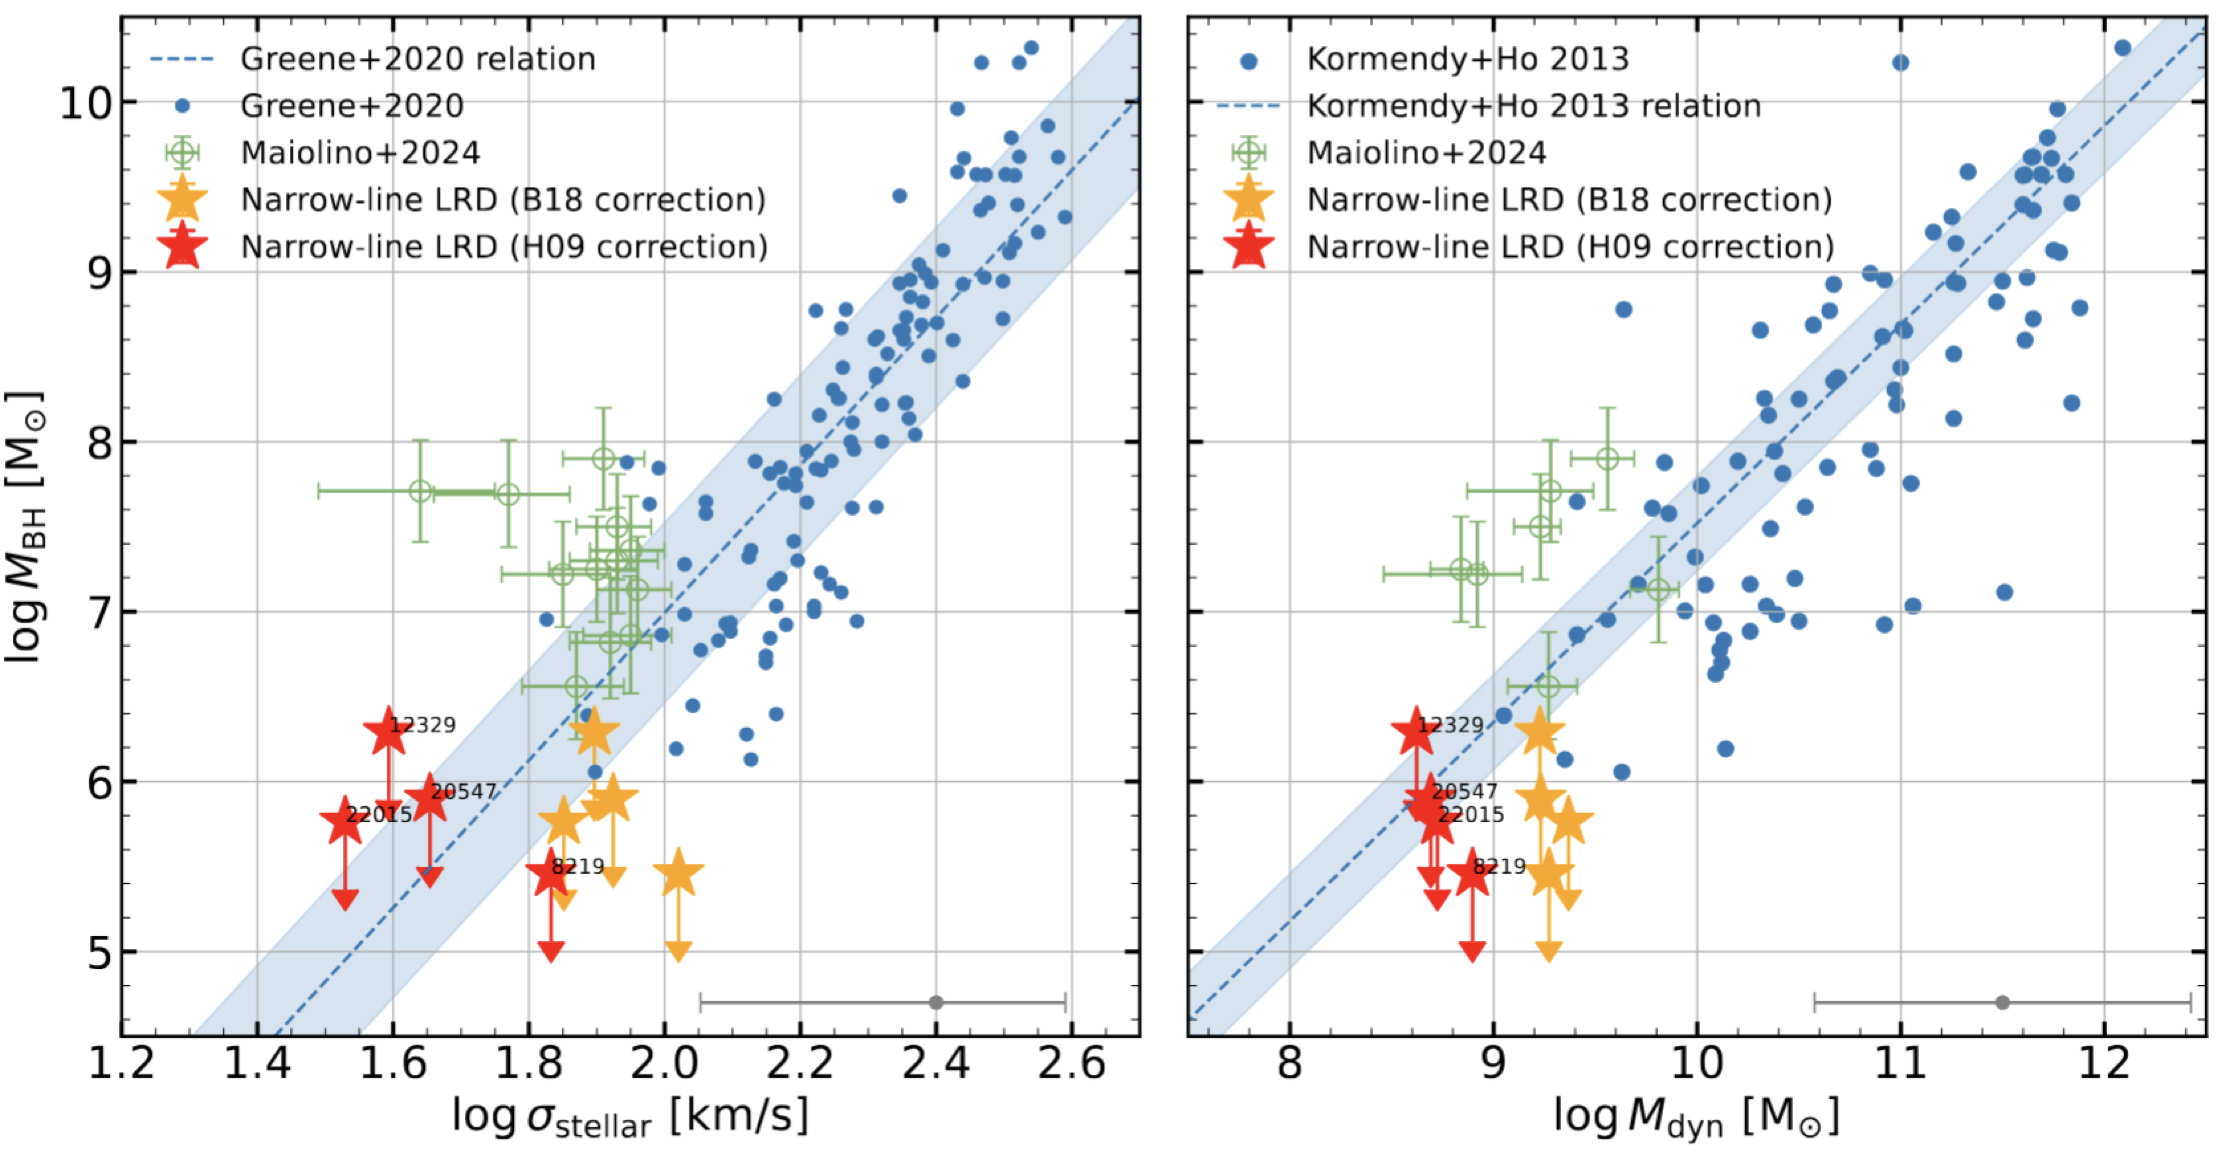 Greene+2020 relation
Greene+2020
Maiolino+2024
Narrow-line LRD (B18 correction)
Narrow-line LRD (H09 correction)
10
9
8
7
6
5
log M_BH [M_⊙]
12329
20547
22015
8219
1.2 1.4 1.6 1.8 2.0 2.2 2.4 2.6
log σ_stellar [km/s]
Kormendy+Ho 2013
Kormendy+Ho 2013 relation
Maiolino+2024
Narrow-line LRD (B18 correction)
Narrow-line LRD (H09 correction)
12329
20547
22015
8219
8 9 10 11 12
log M_dyn [M_⊙]